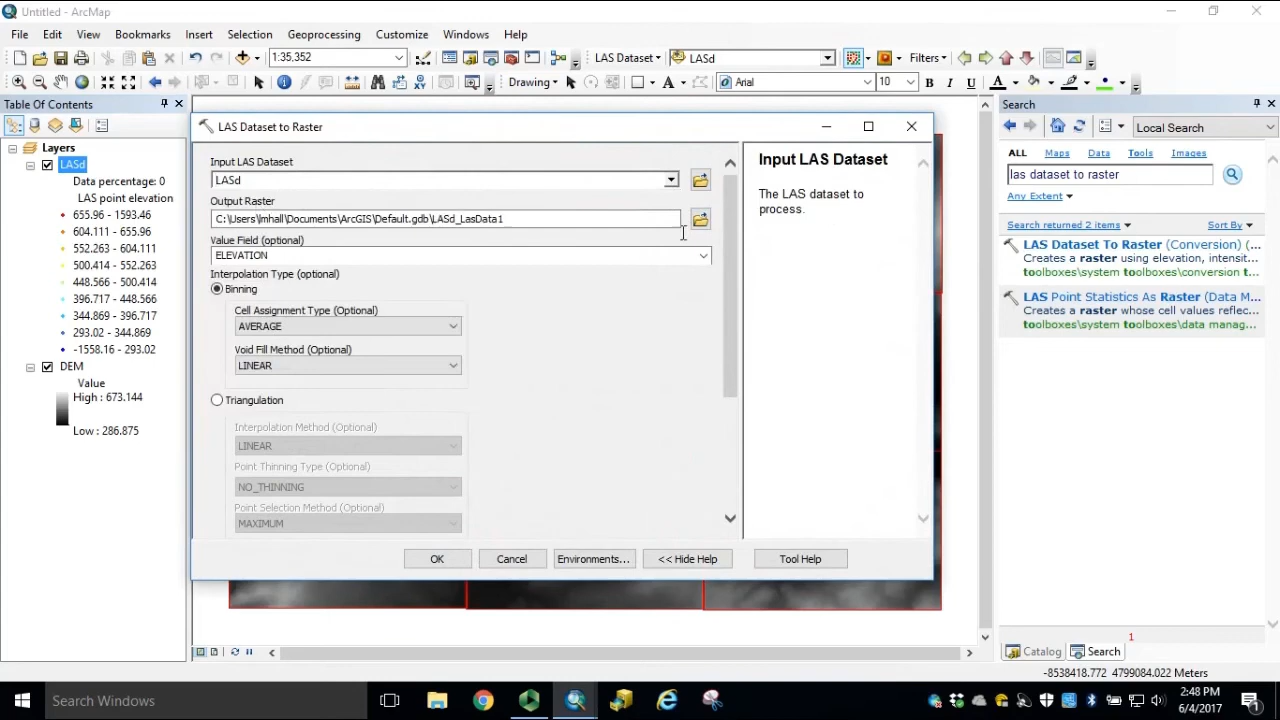 Untitled - ArcMap
File Edit View Bookmarks Insert Selection Geoprocessing Customize Windows Help
1:35,352
LAS Dataset
LASd
Filters
Drawing
Arial
10
B I U A
Table Of Contents
Layers
LASd
Data percentage: 0
LAS point elevation
655.96 - 1593.46
604.111 - 655.96
552.263 - 604.111
500.414 - 552.263
448.566 - 500.414
396.717 - 448.566
344.869 - 396.717
293.02 - 344.869
-1558.16 - 293.02
DEM
Value
High : 673.144
Low : 286.875
LAS Dataset to Raster
Input LAS Dataset
LASd
Output Raster
C:\Users\lmhall\Documents\ArcGIS\Default.gdb\LASd_LasData1
Value Field (optional)
ELEVATION
Interpolation Type (optional)
Binning
Cell Assignment Type (Optional)
AVERAGE
Void Fill Method (Optional)
LINEAR
Triangulation
Interpolation Method (Optional)
LINEAR
Point Thinning Type (Optional)
NO_THINNING
Point Selection Method (Optional)
MAXIMUM
OK Cancel Environments... << Hide Help Tool Help
Input LAS Dataset
The LAS dataset to
process.
Search
Local Search
ALL Maps Data Tools Images
las dataset to raster
Any Extent
Search returned 2 items
Sort By
LAS Dataset To Raster (Conversion) (...
Creates a raster using elevation, intensit...
toolboxes\system toolboxes\conversion t...
LAS Point Statistics As Raster (Data M...
Creates a raster whose cell values reflec...
toolboxes\system toolboxes\data manag...
1
Catalog Search
-8538418.772 4799084.022 Meters
Search Windows
2:48 PM
6/4/2017
1